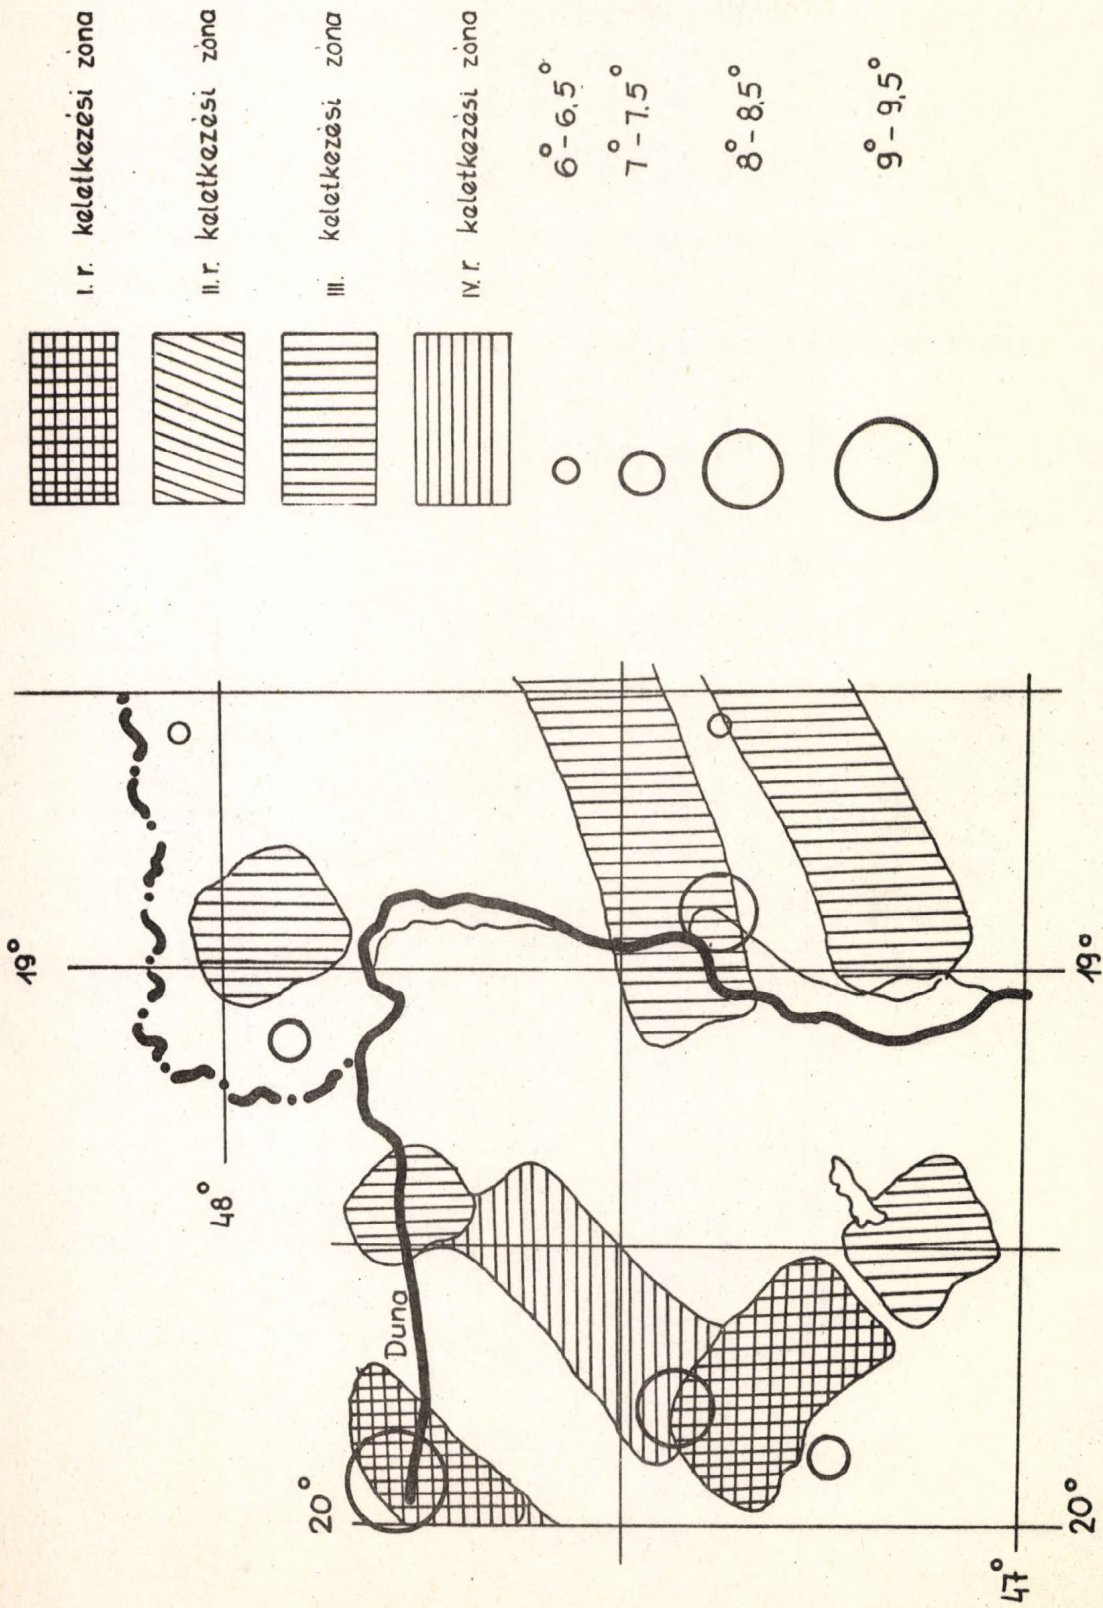 I. r. keletkezési zóna
II. r. keletkezési zóna
III. keletkezési zóna
IV. r. keletkezési zóna
6° - 6.5°
7° - 7.5°
8° - 8.5°
9° - 9.5°
19°
48°
Duna
20°
19°
20°
47°